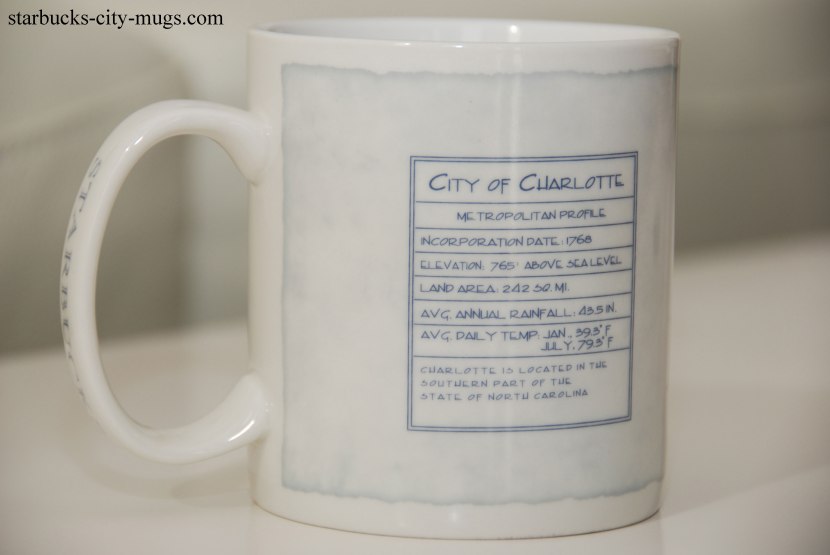 starbucks-city-mugs.com
CITY OF CHARLOTTE
METROPOLITAN PROFILE
INCORPORATION DATE: 1768
ELEVATION: 765' ABOVE SEA LEVEL
LAND AREA: 242 SQ. MI.
AVG. ANNUAL RAINFALL: 43.5 IN.
AVG. DAILY TEMP: JAN., 39.3° F
JULY, 79.3° F
CHARLOTTE IS LOCATED IN THE
SOUTHERN PART OF THE
STATE OF NORTH CAROLINA
STARBUCKS